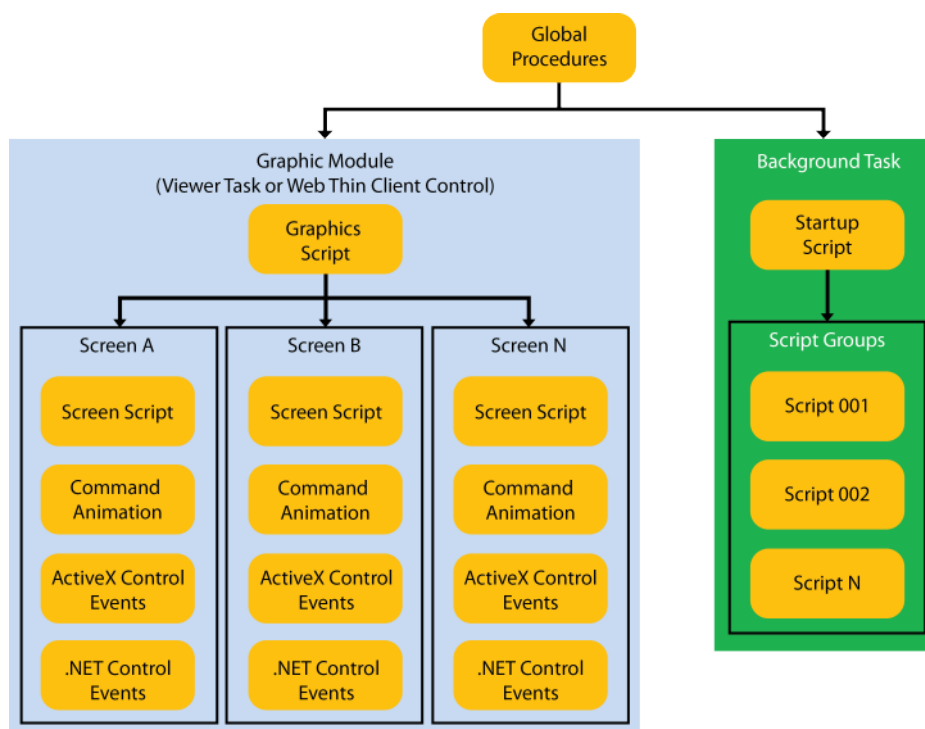 Global
Procedures
Graphic Module
(Viewer Task or Web Thin Client Control)
Graphics
Script
Screen A
Screen Script
Command
Animation
ActiveX Control
Events
.NET Control
Events
Screen B
Screen Script
Command
Animation
ActiveX Control
Events
.NET Control
Events
Screen N
Screen Script
Command
Animation
ActiveX Control
Events
.NET Control
Events
Background Task
Startup
Script
Script Groups
Script 001
Script 002
Script N